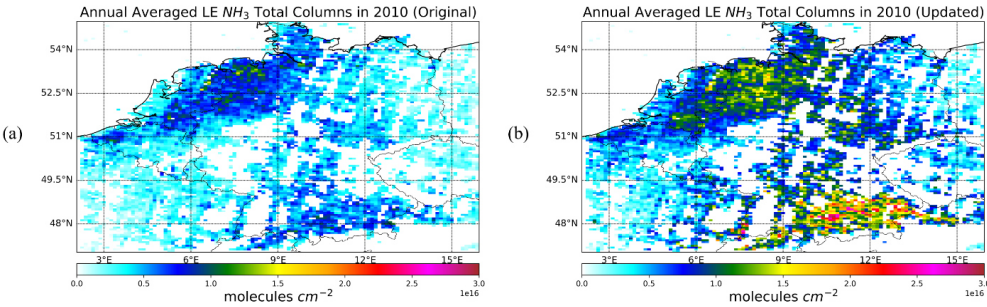 Annual Averaged LE NH₃ Total Columns in 2010 (Original)
(a)
54°N
52.5°N
51°N
49.5°N
48°N
3°E 6°E 9°E 12°E 15°E
0.0 0.5 1.0 1.5 2.0 2.5 3.0
1e16
molecules cm⁻²
Annual Averaged LE NH₃ Total Columns in 2010 (Updated)
(b)
54°N
52.5°N
51°N
49.5°N
48°N
3°E 6°E 9°E 12°E 15°E
0.0 0.5 1.0 1.5 2.0 2.5 3.0
1e16
molecules cm⁻²